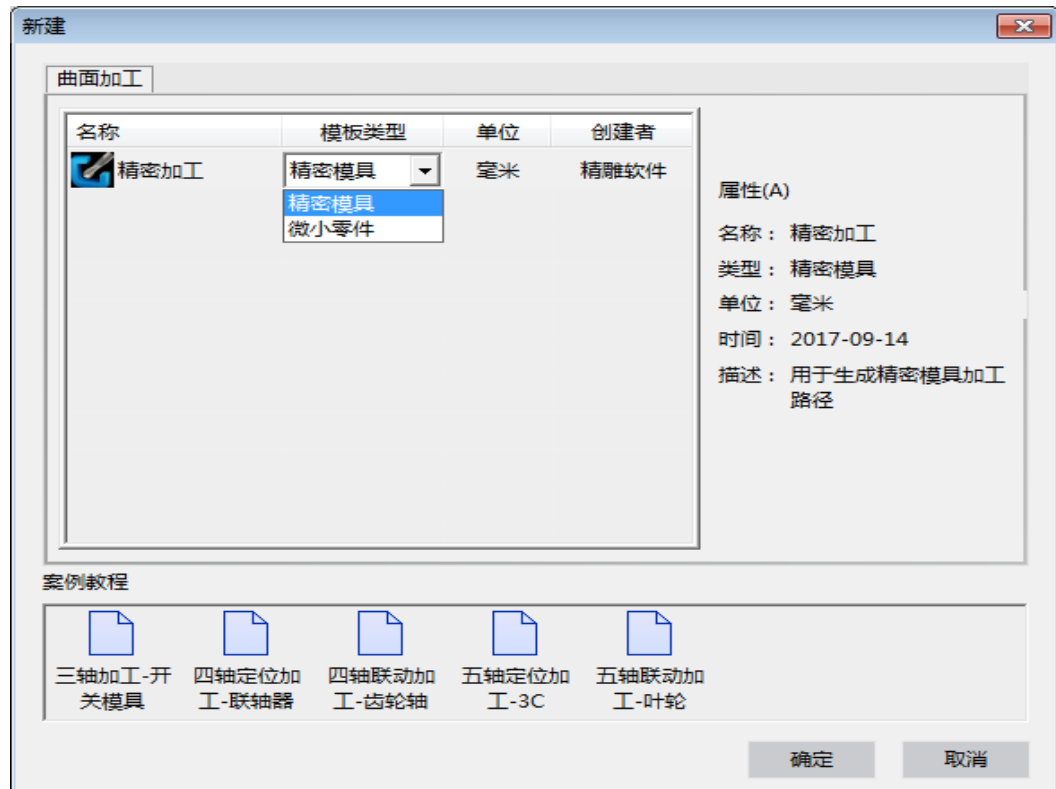 新建
曲面加工
名称 模板类型 单位 创建者
精密加工 精密模具 毫米 精雕软件
精密模具
微小零件
属性(A)
名称： 精密加工
类型： 精密模具
单位： 毫米
时间： 2017-09-14
描述： 用于生成精密模具加工
路径
案例教程
三轴加工-开 四轴定位加 四轴联动加 五轴定位加 五轴联动加
关模具 工-联轴器 工-齿轮轴 工-3C 工-叶轮
确定 取消